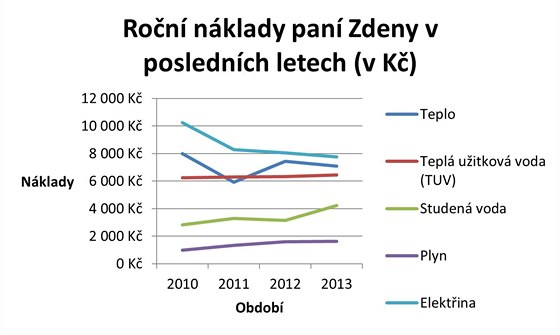 Roční náklady paní Zdeny v
posledních letech (v Kč)
12 000 Kč
10 000 Kč
8 000 Kč
6 000 Kč
4 000 Kč
2 000 Kč
0 Kč
Náklady
2010 2011 2012 2013
Období
Teplo
Teplá užitková voda
(TUV)
Studená voda
Plyn
Elektřina